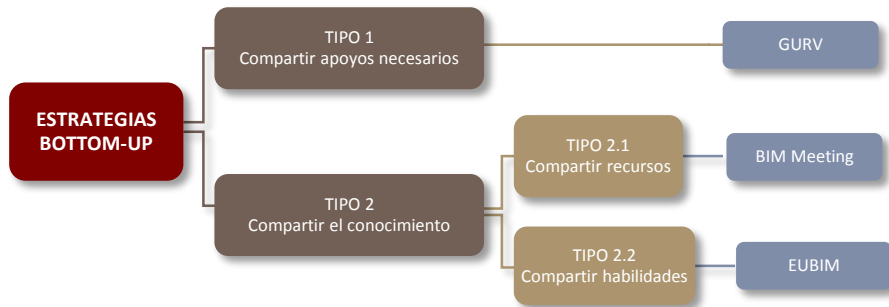 TIPO 1
Compartir apoyos necesarios
GURV
ESTRATEGIAS
BOTTOM-UP
TIPO 2.1
Compartir recursos
BIM Meeting
TIPO 2
Compartir el conocimiento
TIPO 2.2
Compartir habilidades
EUBIM